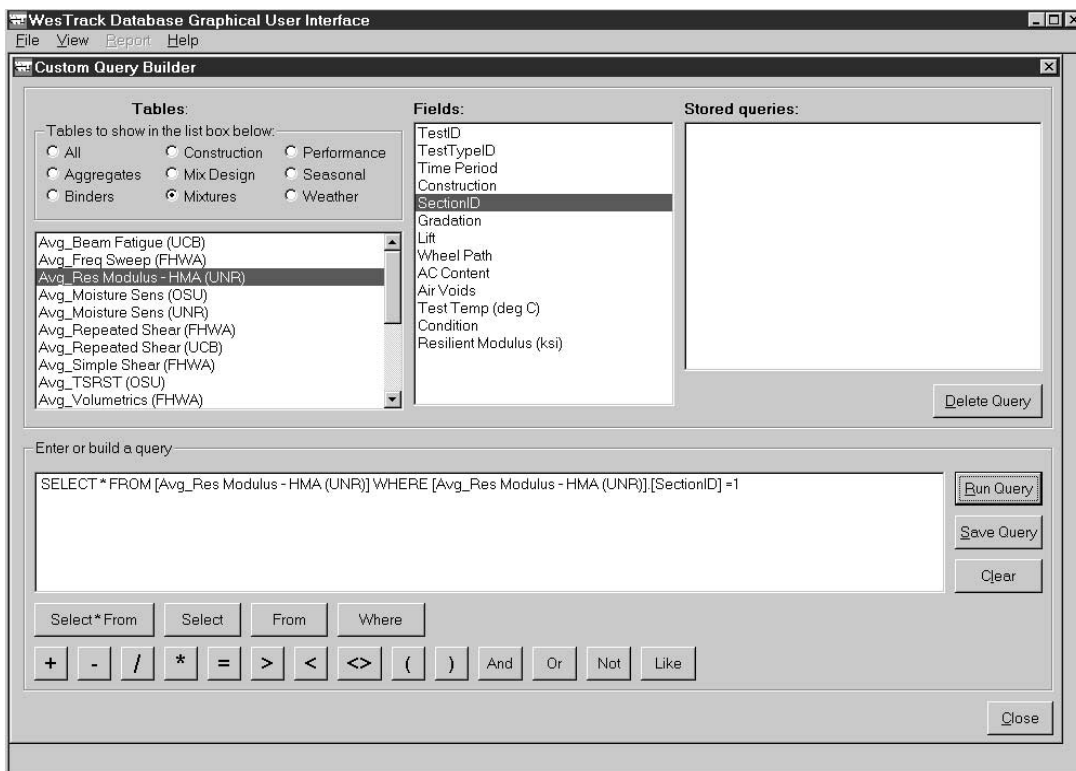 WesTrack Database Graphical User Interface
File View Report Help
Custom Query Builder
Tables:
Tables to show in the list box below:
All Construction Performance
Aggregates Mix Design Seasonal
Binders Mixtures Weather
Avg_Beam Fatigue (UCB)
Avg_Freq Sweep (FHWA)
Avg_Res Modulus - HMA (UNR)
Avg_Moisture Sens (OSU)
Avg_Moisture Sens (UNR)
Avg_Repeated Shear (FHWA)
Avg_Repeated Shear (UCB)
Avg_Simple Shear (FHWA)
Avg_TSRST (OSU)
Avg_Volumetrics (FHWA)
Fields:
TestID
TestTypeID
Time Period
Construction
SectionID
Gradation
Lift
Wheel Path
AC Content
Air Voids
Test Temp (deg C)
Condition
Resilient Modulus (ksi)
Stored queries:
Delete Query
Enter or build a query
SELECT * FROM [Avg_Res Modulus - HMA (UNR)] WHERE [Avg_Res Modulus - HMA (UNR)].[SectionID] =1
Run Query
Save Query
Clear
Select * From Select From Where
+ - / * = > < <> ( ) And Or Not Like
Close